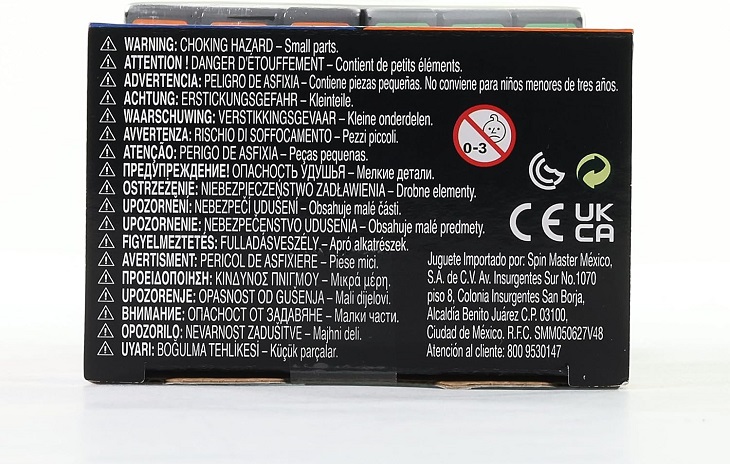 WARNING: CHOKING HAZARD – Small parts.
ATTENTION ! DANGER D'ÉTOUFFEMENT – Contient de petits éléments.
ADVERTENCIA: PELIGRO DE ASFIXIA – Contiene piezas pequeñas. No conviene para niños menores de tres años.
ACHTUNG: ERSTICKUNGSGEFAHR – Kleinteile.
WAARSCHUWING: VERSTIKKINGSGEVAAR – Kleine onderdelen.
AVVERTENZA: RISCHIO DI SOFFOCAMENTO – Pezzi piccoli.
ATENÇÃO: PERIGO DE ASFIXIA – Peças pequenas.
ПРЕДУПРЕЖДЕНИЕ! ОПАСНОСТЬ УДУШЬЯ – Мелкие детали.
OSTRZEŻENIE: NIEBEZPIECZEŃSTWO ZADŁAWIENIA – Drobne elementy.
UPOZORNĚNÍ: NEBEZPEČÍ UDUŠENÍ – Obsahuje malé části.
UPOZORNENIE: NEBEZPEČENSTVO UDUSENIA – Obsahuje malé predmety.
FIGYELMEZTETÉS: FULLADÁSVESZÉLY – Apró alkatrészek.
AVERTISMENT: PERICOL DE ASFIXIERE – Piese mici.
ΠΡΟΕΙΔΟΠΟΙΗΣΗ: ΚΙΝΔΥΝΟΣ ΠΝΙΓΜΟΥ – Μικρά μέρη.
UPOZORENJE: OPASNOST OD GUŠENJA – Mali dijelovi.
ВНИМАНИЕ: ОПАСНОСТ ОТ ЗАДАВЯНЕ – Малки части.
OPOZORILO: NEVARNOST ZADUŠITVE – Majhni deli.
UYARI: BOĞULMA TEHLİKESİ – Küçük parçalar.
0-3
CE
UK
CA
Juguete Importado por: Spin Master México,
S.A. de C.V. Av. Insurgentes Sur No.1070
piso 8, Colonia Insurgentes San Borja,
Alcaldía Benito Juárez C.P. 03100,
Ciudad de México. R.F.C. SMM050627V48
Atención al cliente: 800 9530147